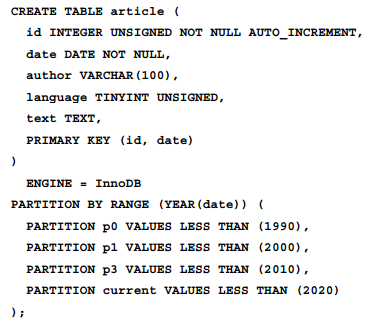 CREATE TABLE article (
  id INTEGER UNSIGNED NOT NULL AUTO_INCREMENT,
  date DATE NOT NULL,
  author VARCHAR(100),
  language TINYINT UNSIGNED,
  text TEXT,
  PRIMARY KEY (id, date)
)
  ENGINE = InnoDB
PARTITION BY RANGE (YEAR(date)) (
  PARTITION p0 VALUES LESS THAN (1990),
  PARTITION p1 VALUES LESS THAN (2000),
  PARTITION p3 VALUES LESS THAN (2010),
  PARTITION current VALUES LESS THAN (2020)
);